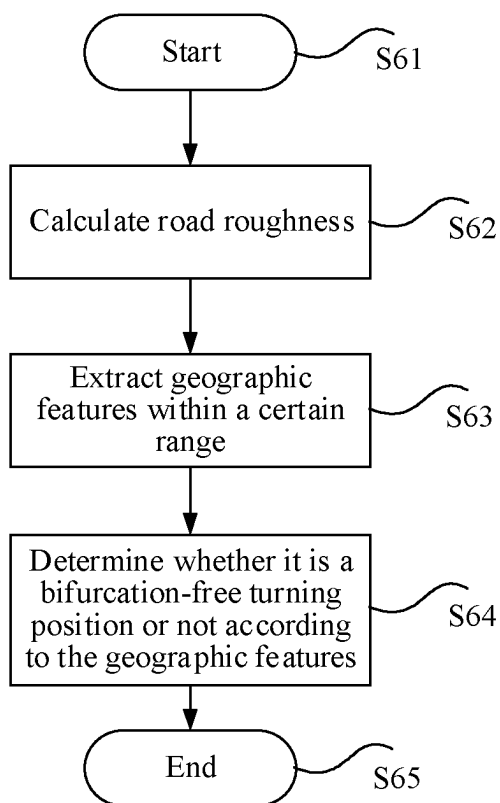 Start
S61
Calculate road roughness
S62
Extract geographic
features within a certain
range
S63
Determine whether it is a
bifurcation-free turning
position or not according
to the geographic features
S64
End
S65